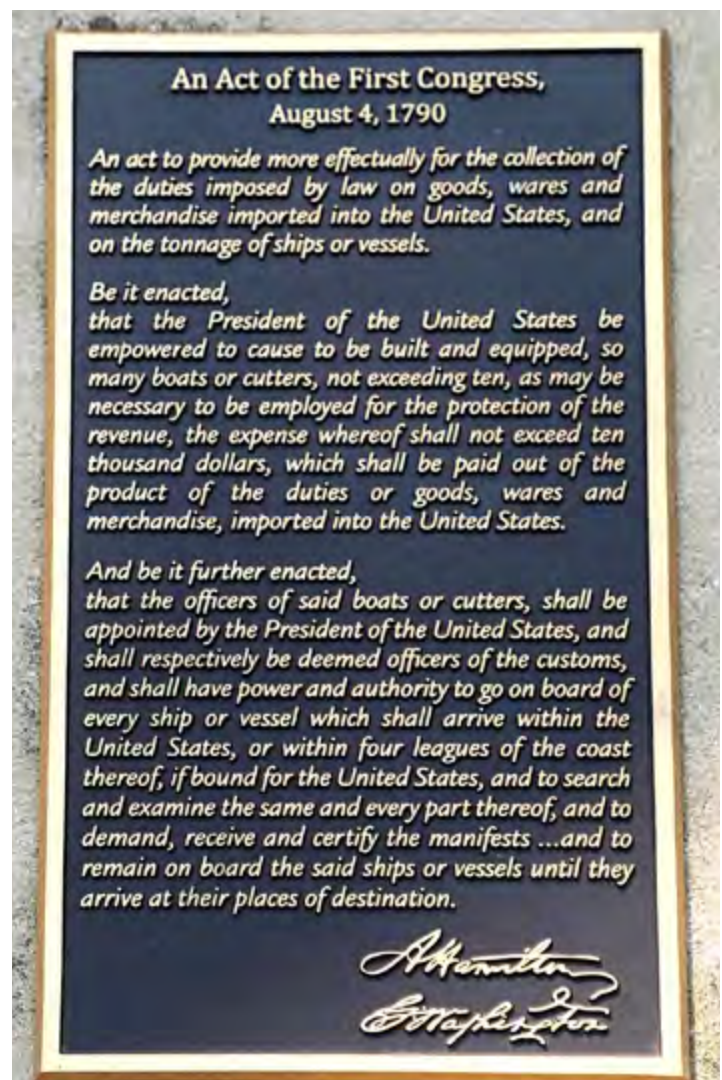 An Act of the First Congress,
August 4, 1790
An act to provide more effectually for the collection of
the duties imposed by law on goods, wares and
merchandise imported into the United States, and
on the tonnage of ships or vessels.
Be it enacted,
that the President of the United States be
empowered to cause to be built and equipped, so
many boats or cutters, not exceeding ten, as may be
necessary to be employed for the protection of the
revenue, the expense whereof shall not exceed ten
thousand dollars, which shall be paid out of the
product of the duties or goods, wares and
merchandise, imported into the United States.
And be it further enacted,
that the officers of said boats or cutters, shall be
appointed by the President of the United States, and
shall respectively be deemed officers of the customs,
and shall have power and authority to go on board of
every ship or vessel which shall arrive within the
United States, or within four leagues of the coast
thereof, if bound for the United States, and to search
and examine the same and every part thereof, and to
demand, receive and certify the manifests ...and to
remain on board the said ships or vessels until they
arrive at their places of destination.
A Hamilton
G Washington